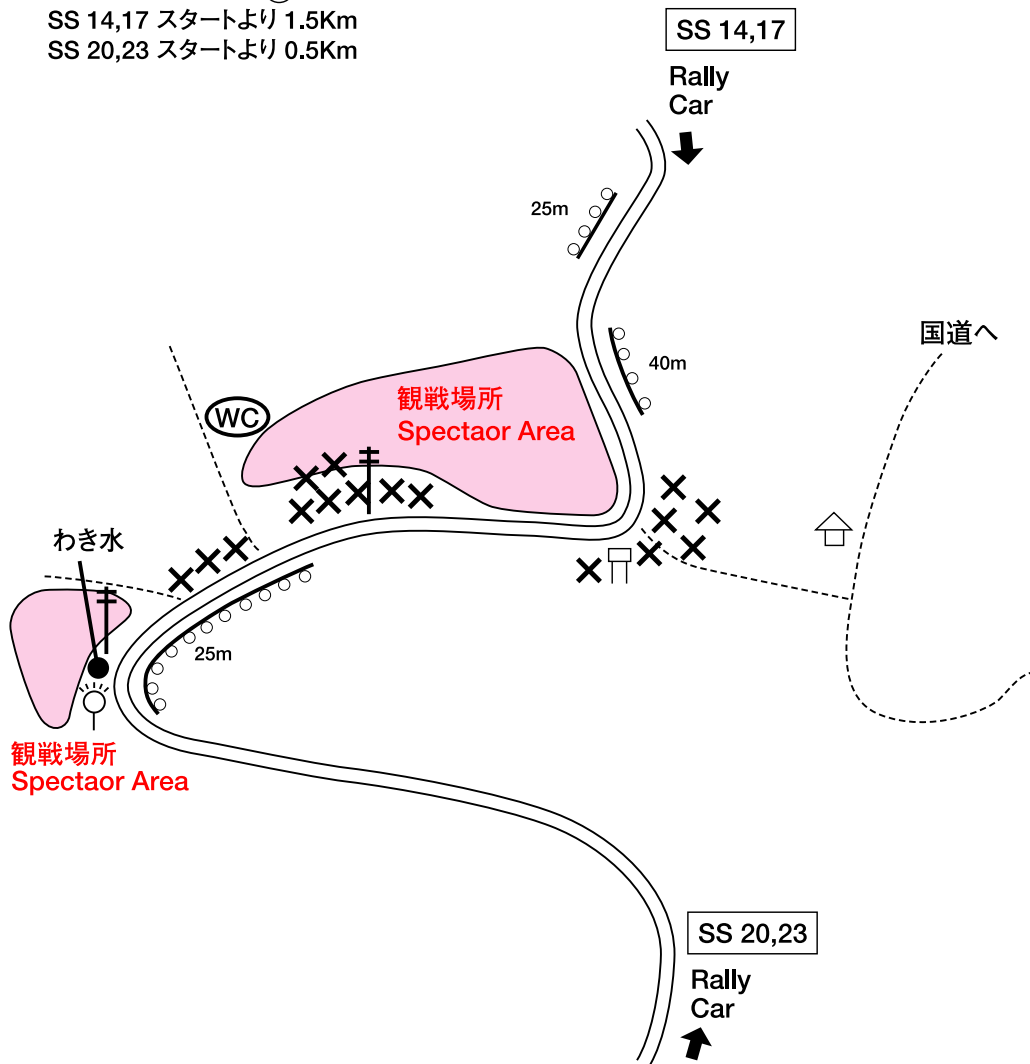 SS 14,17 スタートより 1.5Km
SS 20,23 スタートより 0.5Km
SS 14,17
Rally
Car
25m
国道へ
40m
観戦場所
Spectaor Area
WC
わき水
25m
観戦場所
Spectaor Area
SS 20,23
Rally
Car